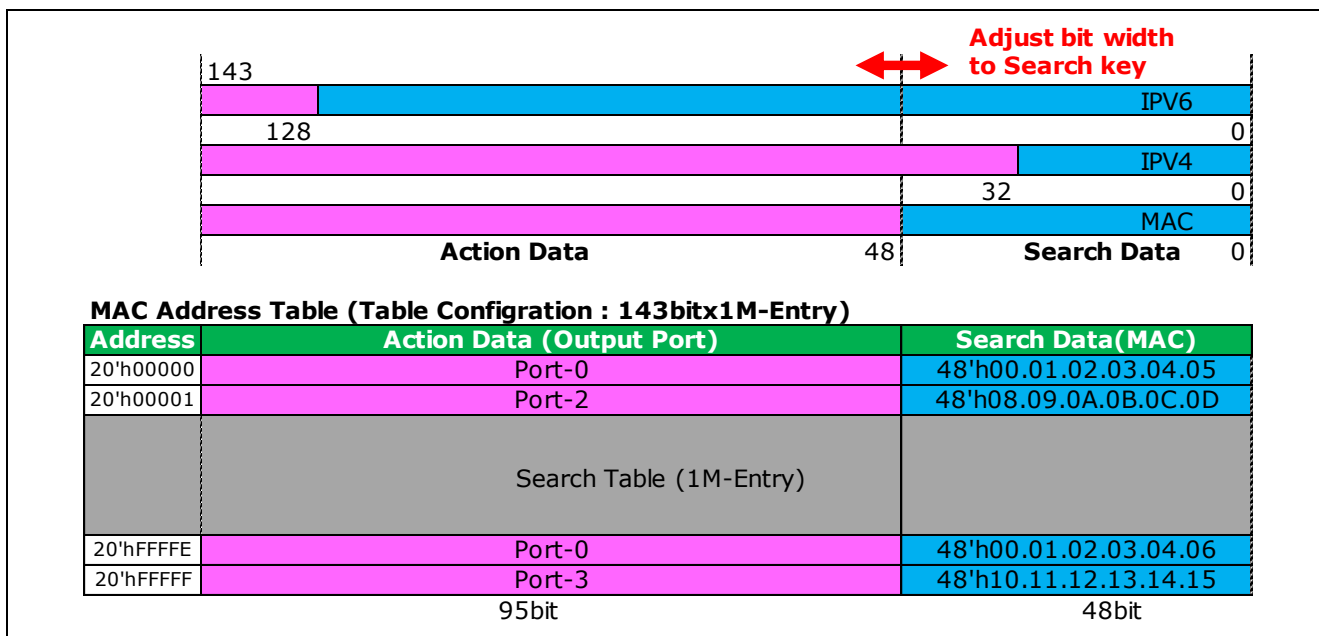 Adjust bit width
to Search key
143
IPV6
128 0
IPV4
32 0
MAC
Action Data 48 Search Data 0
MAC Address Table (Table Configration : 143bitx1M-Entry)
Address Action Data (Output Port) Search Data(MAC)
20'h00000 Port-0 48'h00.01.02.03.04.05
20'h00001 Port-2 48'h08.09.0A.0B.0C.0D
Search Table (1M-Entry)
20'hFFFFE Port-0 48'h00.01.02.03.04.06
20'hFFFFF Port-3 48'h10.11.12.13.14.15
95bit 48bit